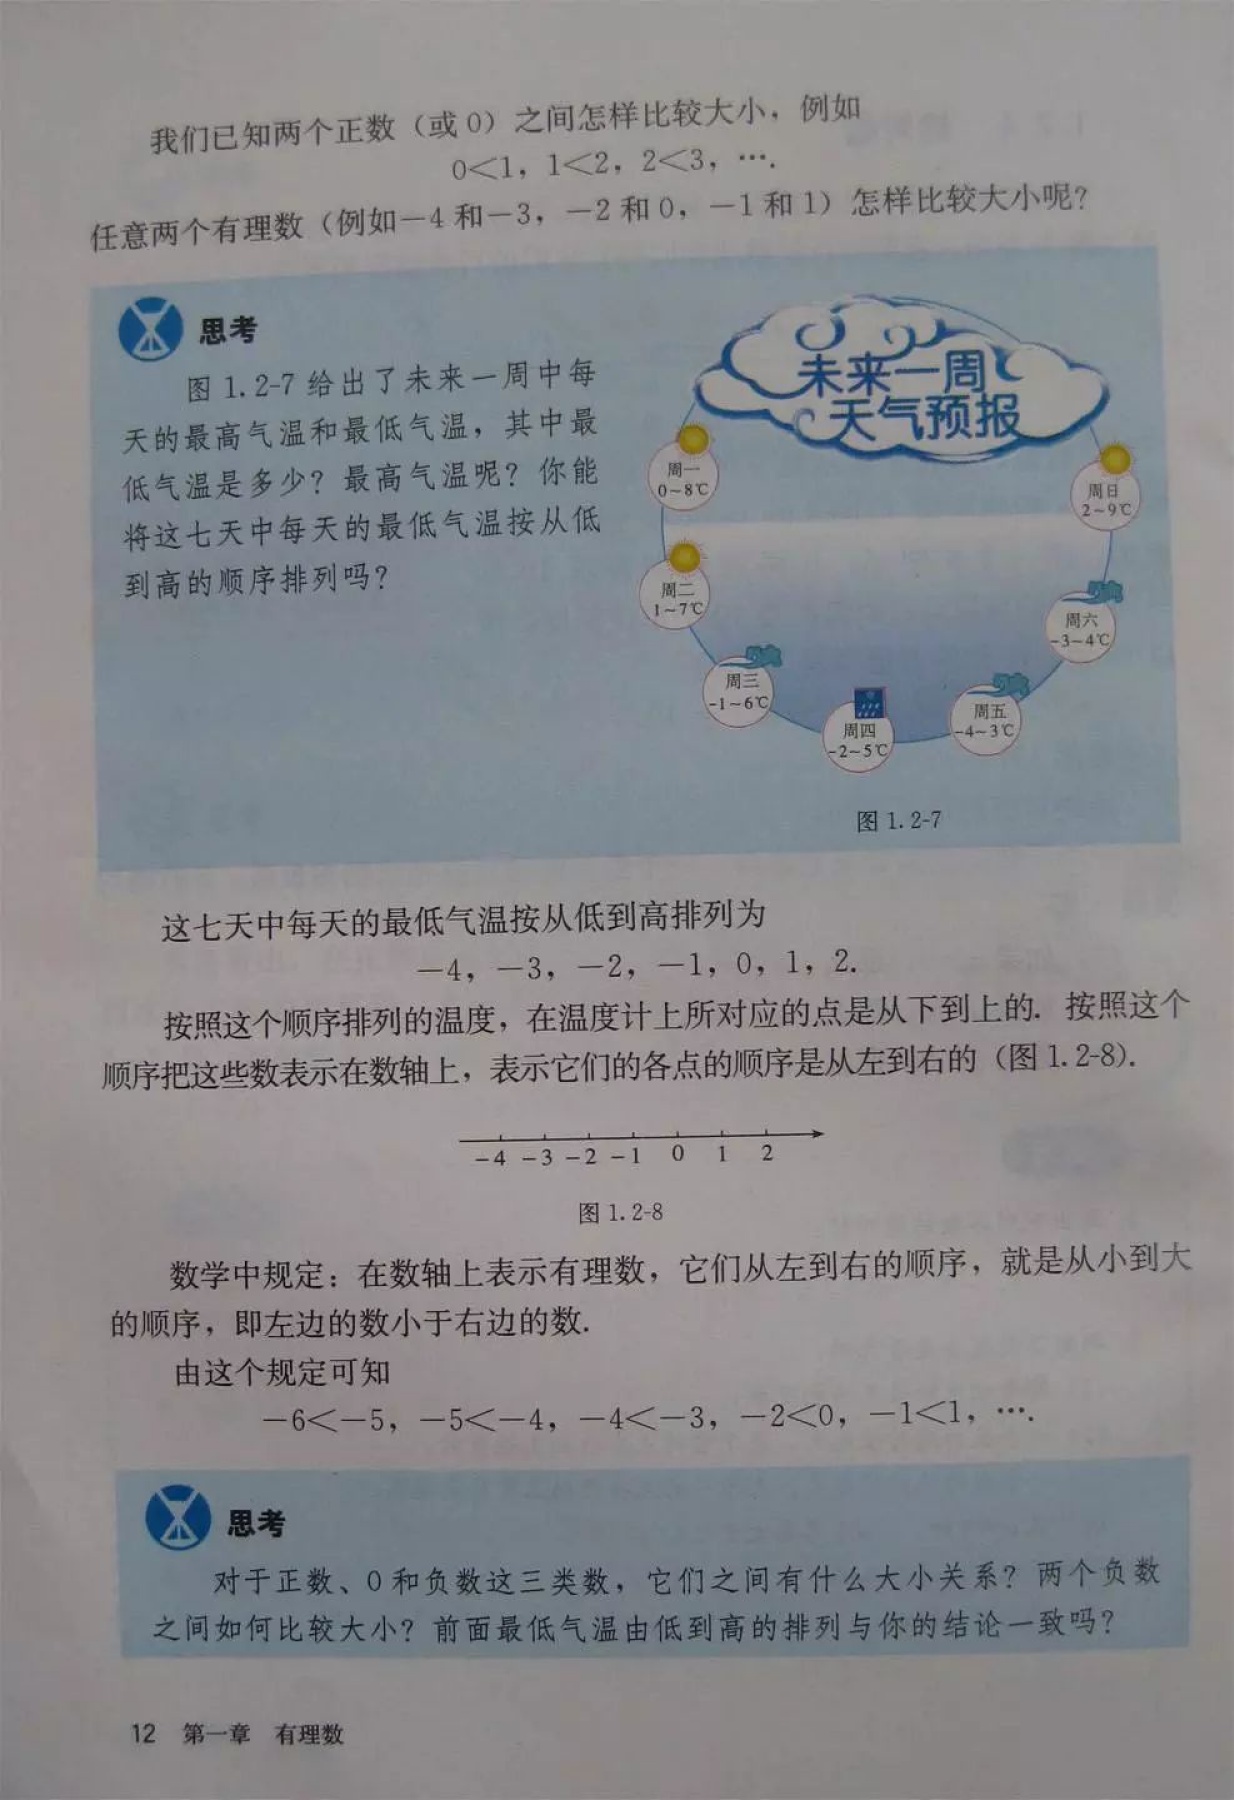 我们已知两个正数（或 0）之间怎样比较大小，例如
0<1，1<2，2<3，….
任意两个有理数（例如－4 和－3，－2 和 0，－1 和 1）怎样比较大小呢？
思考
图 1.2-7 给出了未来一周中每
天的最高气温和最低气温，其中最
低气温是多少？最高气温呢？你能
将这七天中每天的最低气温按从低
到高的顺序排列吗？
未来一周
天气预报
周一
0~8℃
周二
1~7℃
周三
-1~6℃
周四
-2~5℃
周五
-4~3℃
周六
-3~4℃
周日
2~9℃
图 1.2-7
这七天中每天的最低气温按从低到高排列为
－4，－3，－2，－1，0，1，2.
按照这个顺序排列的温度，在温度计上所对应的点是从下到上的. 按照这个
顺序把这些数表示在数轴上，表示它们的各点的顺序是从左到右的（图 1.2-8）.
-4 -3 -2 -1 0 1 2
图 1.2-8
数学中规定：在数轴上表示有理数，它们从左到右的顺序，就是从小到大
的顺序，即左边的数小于右边的数.
由这个规定可知
－6<－5，－5<－4，－4<－3，－2<0，－1<1，….
思考
对于正数、0 和负数这三类数，它们之间有什么大小关系？两个负数
之间如何比较大小？前面最低气温由低到高的排列与你的结论一致吗？
12 第一章 有理数